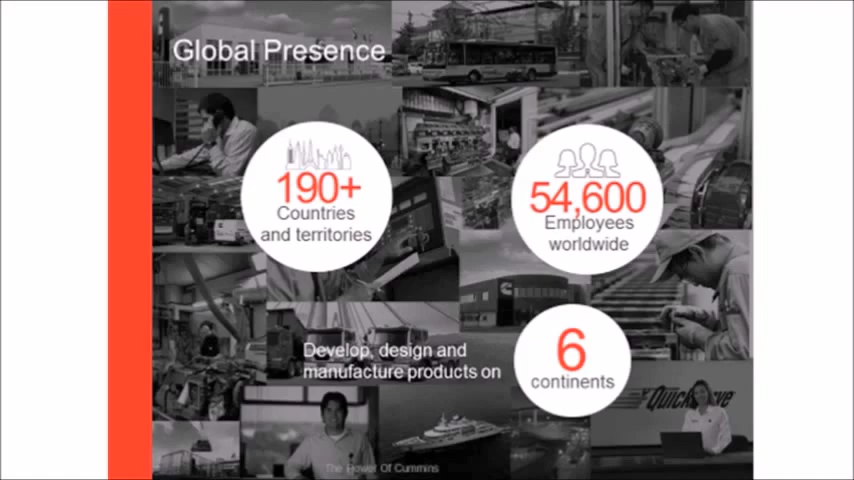 Global Presence
190+
Countries
and territories
54,600
Employees
worldwide
Develop, design and
manufacture products on
6
continents
The Power Of Cummins